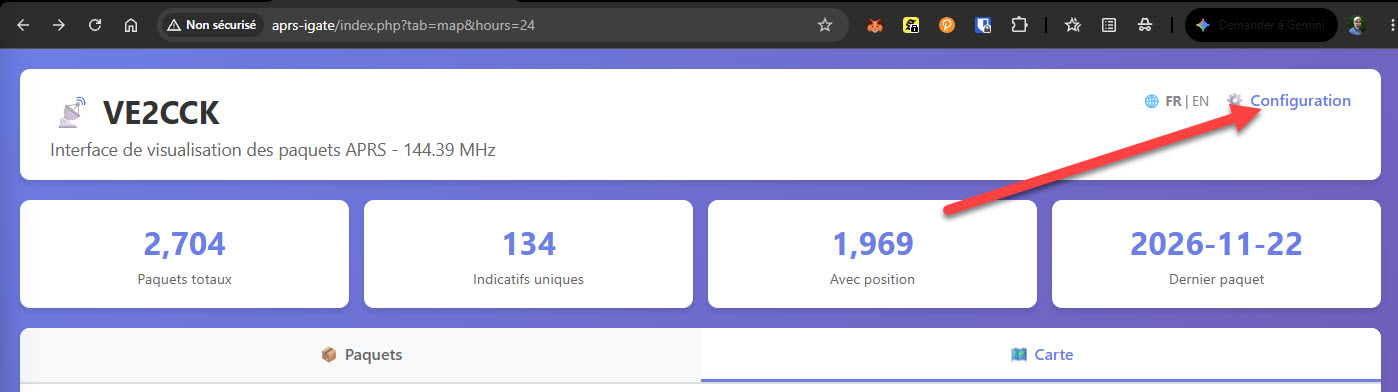 Non sécurisé aprs-igate/index.php?tab=map&hours=24 Demander à Gemini
VE2CCK
FR | EN Configuration
Interface de visualisation des paquets APRS - 144.39 MHz
2,704
Paquets totaux
134
Indicatifs uniques
1,969
Avec position
2026-11-22
Dernier paquet
Paquets
Carte